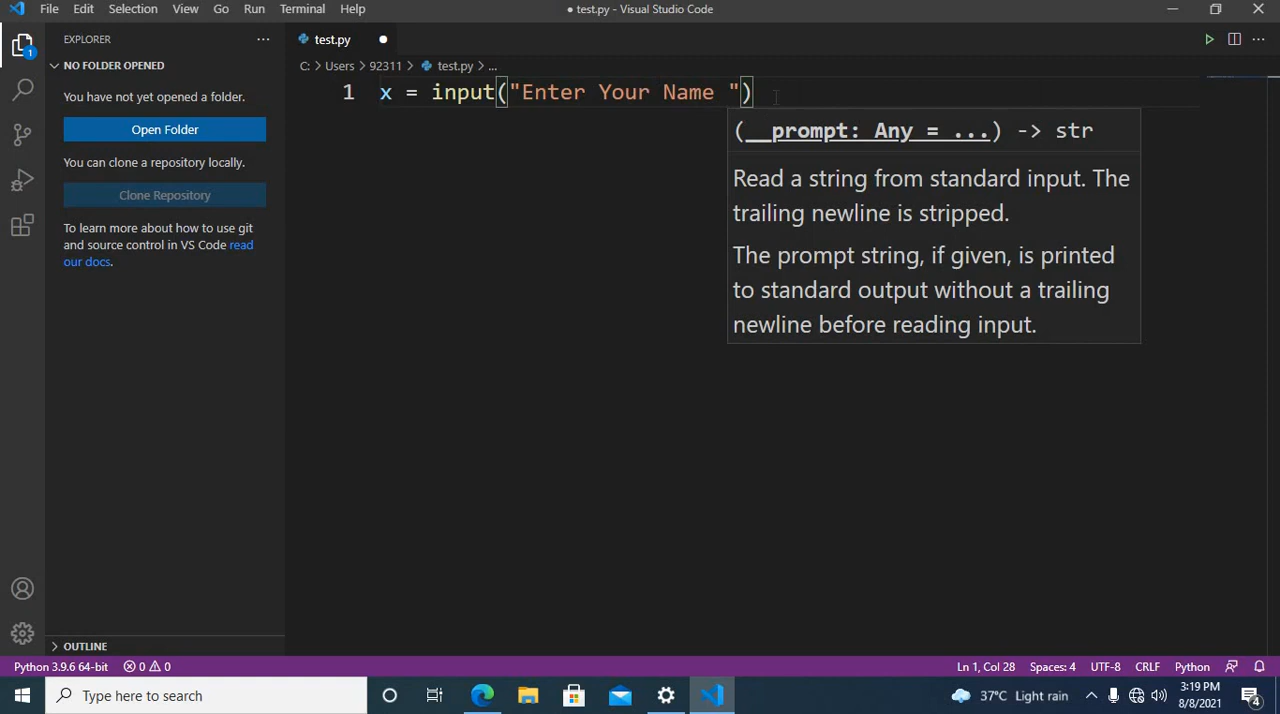 File Edit Selection View Go Run Terminal Help
● test.py - Visual Studio Code
EXPLORER
test.py
NO FOLDER OPENED
C: > Users > 92311 > test.py > ...
You have not yet opened a folder.
Open Folder
You can clone a repository locally.
Clone Repository
To learn more about how to use git
and source control in VS Code read
our docs.
1 x = input("Enter Your Name ")
(__prompt: Any = ...) -> str
Read a string from standard input. The
trailing newline is stripped.
The prompt string, if given, is printed
to standard output without a trailing
newline before reading input.
1
OUTLINE
Python 3.9.6 64-bit 0 0
Ln 1, Col 28 Spaces: 4 UTF-8 CRLF Python
Type here to search
37°C Light rain
3:19 PM
8/8/2021
4